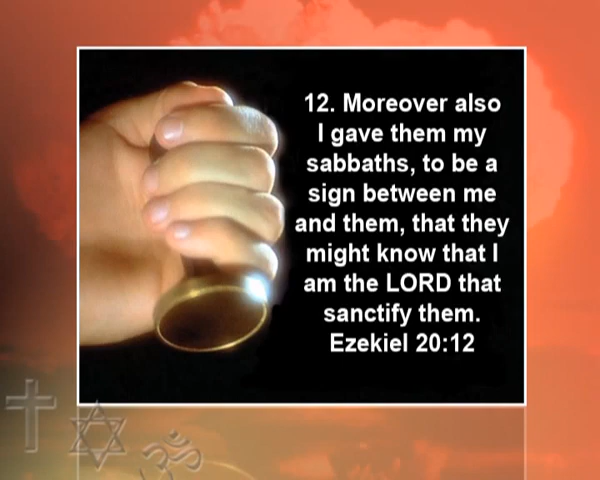 12. Moreover also
I gave them my
sabbaths, to be a
sign between me
and them, that they
might know that I
am the LORD that
sanctify them.
Ezekiel 20:12